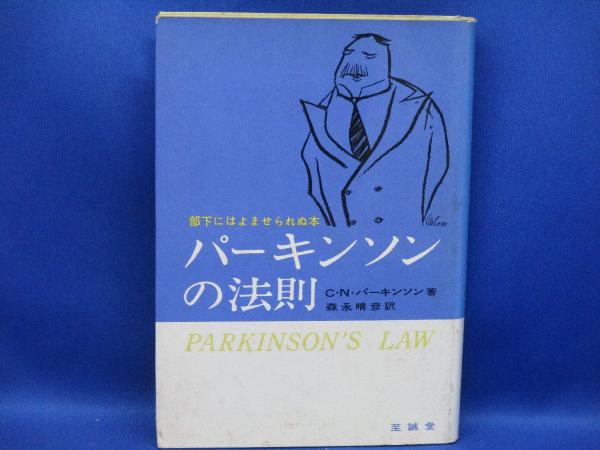 部下にはよませられぬ本
パーキンソン
の法則
C・N・パーキンソン著
森永晴彦訳
PARKINSON'S LAW
至誠堂